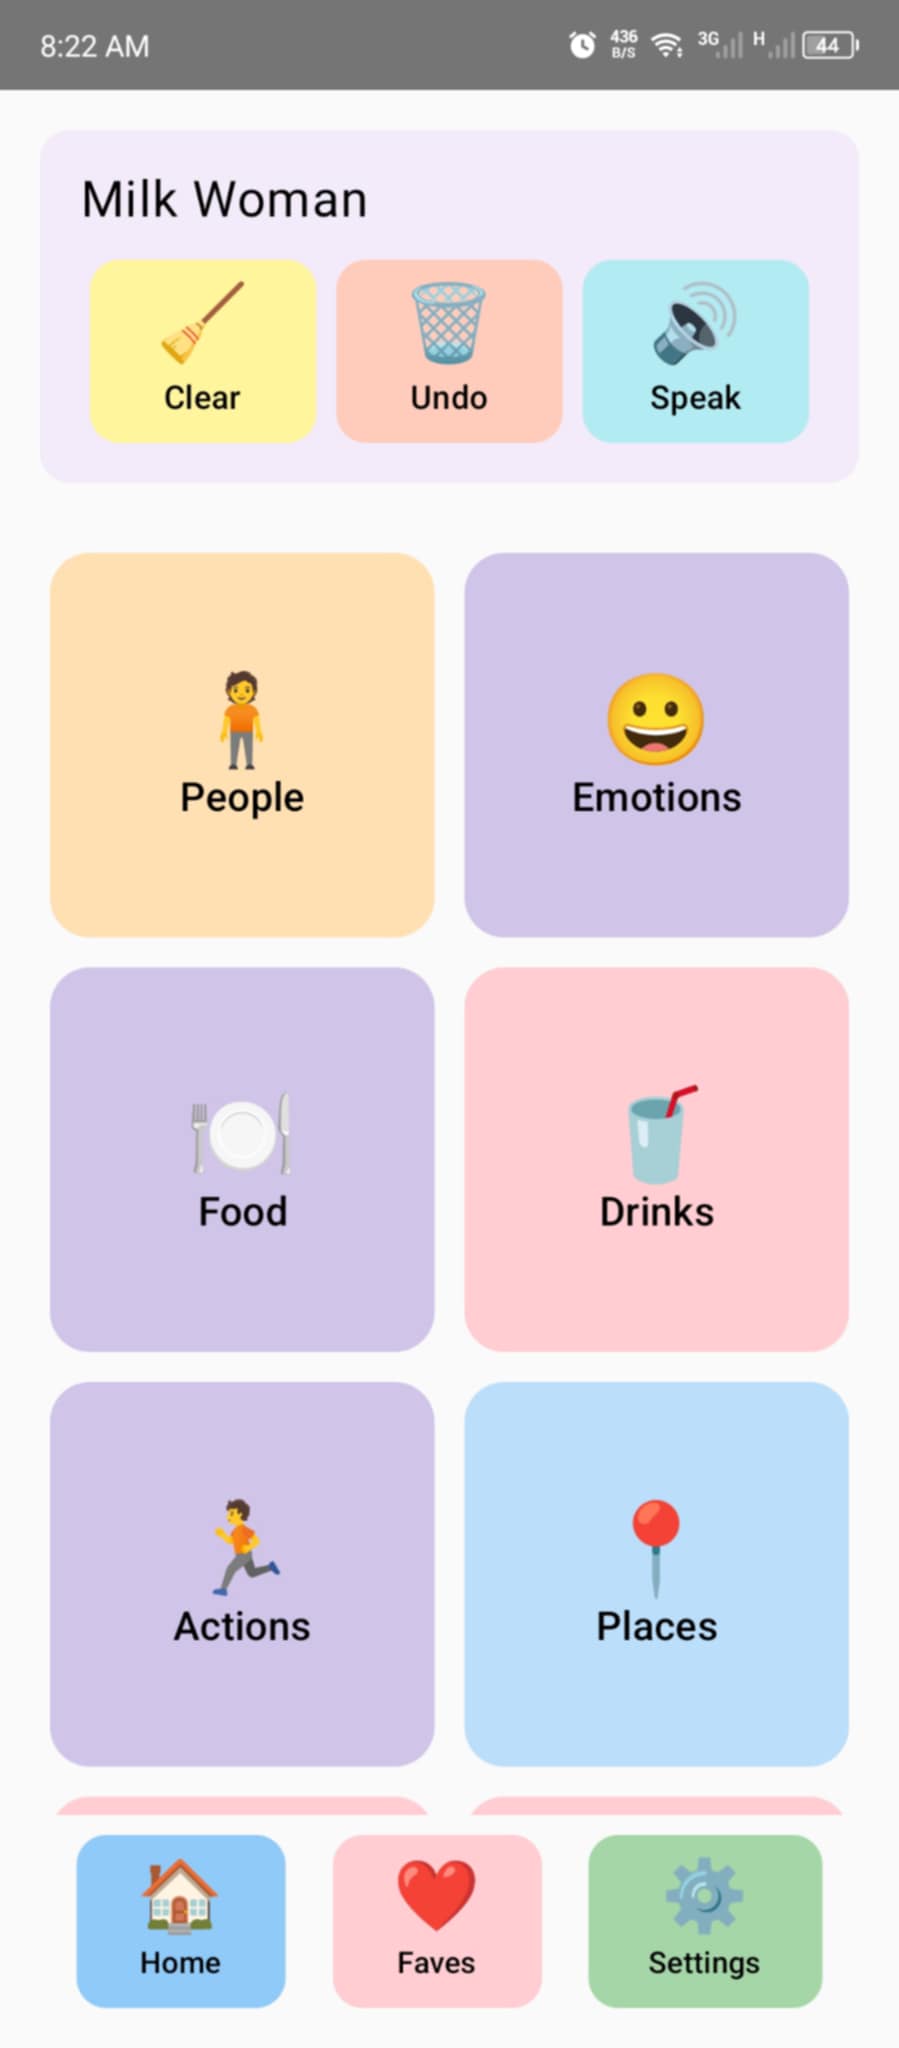 8:22 AM 436 B/S 3G H 44
Milk Woman
Clear Undo Speak
People Emotions
Food Drinks
Actions Places
Home Faves Settings